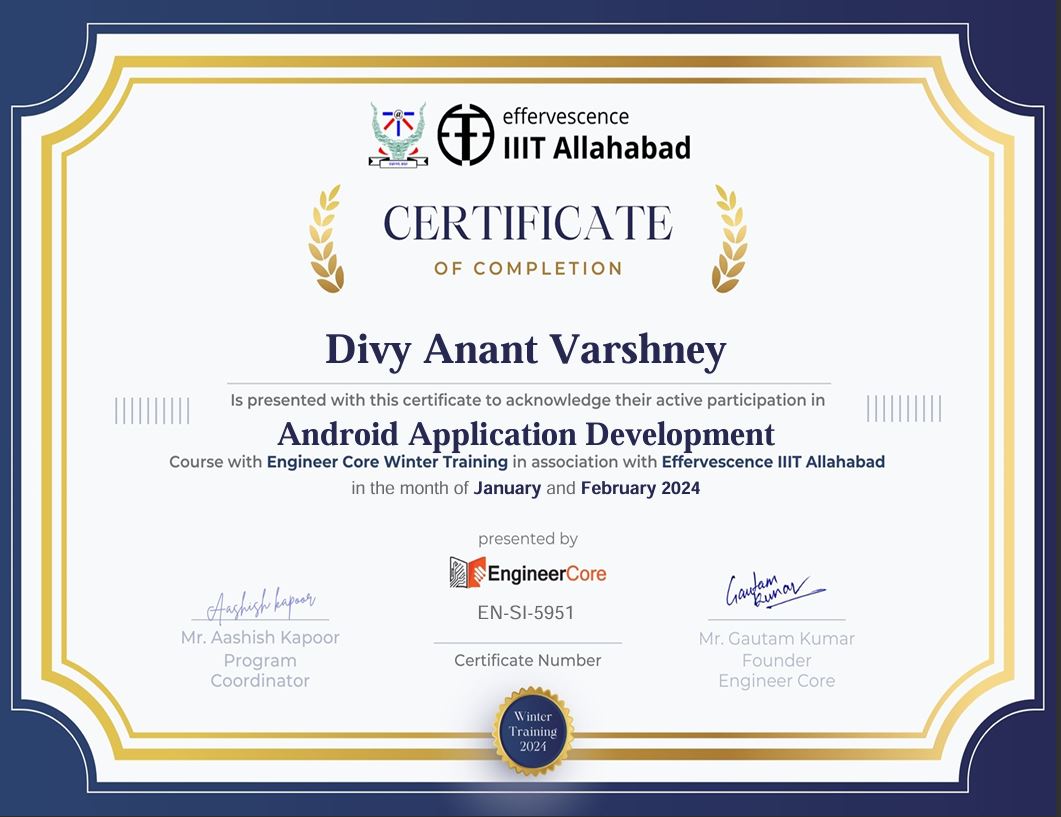 effervescence
IIIT Allahabad
CERTIFICATE
OF COMPLETION
Divy Anant Varshney
Is presented with this certificate to acknowledge their active participation in
Android Application Development
Course with Engineer Core Winter Training in association with Effervescence IIIT Allahabad
in the month of January and February 2024
presented by
EngineerCore
EN-SI-5951
Certificate Number
Aashish kapoor
Mr. Aashish Kapoor
Program
Coordinator
Gautam
Kumar
Mr. Gautam Kumar
Founder
Engineer Core
Winter
Training
2024